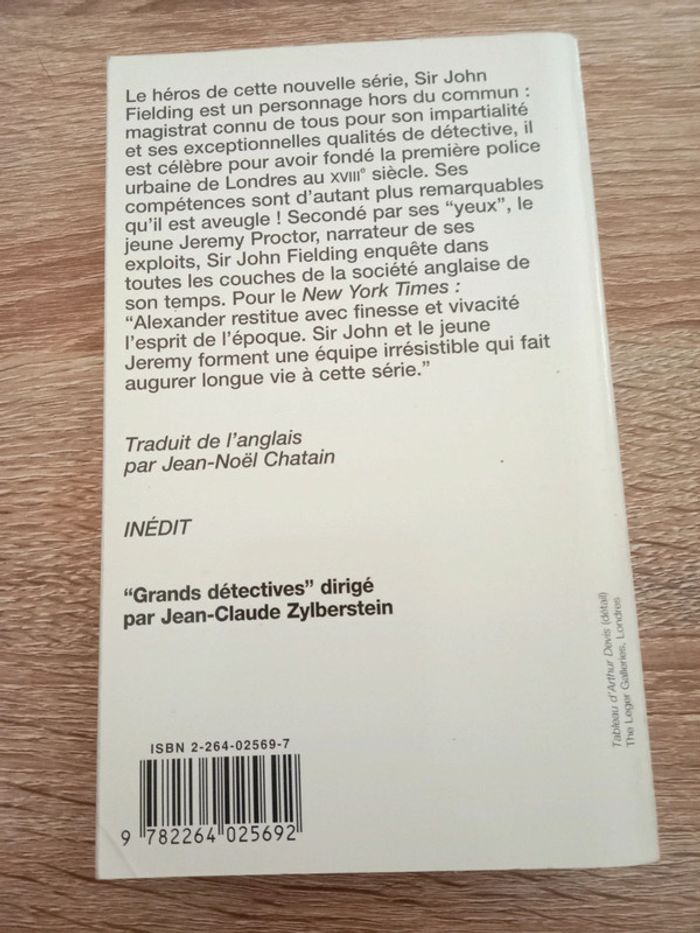 Le héros de cette nouvelle série, Sir John
Fielding est un personnage hors du commun :
magistrat connu de tous pour son impartialité
et ses exceptionnelles qualités de détective, il
est célèbre pour avoir fondé la première police
urbaine de Londres au XVIIIe siècle. Ses
compétences sont d'autant plus remarquables
qu'il est aveugle ! Secondé par ses "yeux", le
jeune Jeremy Proctor, narrateur de ses
exploits, Sir John Fielding enquête dans
toutes les couches de la société anglaise de
son temps. Pour le New York Times :
"Alexander restitue avec finesse et vivacité
l'esprit de l'époque. Sir John et le jeune
Jeremy forment une équipe irrésistible qui fait
augurer longue vie à cette série."
Traduit de l'anglais
par Jean-Noël Chatain
INÉDIT
"Grands détectives" dirigé
par Jean-Claude Zylberstein
Tableau d'Arthur Devis (détail)
The Leger Galleries, Londres
ISBN 2-264-02569-7
9 782264 025692